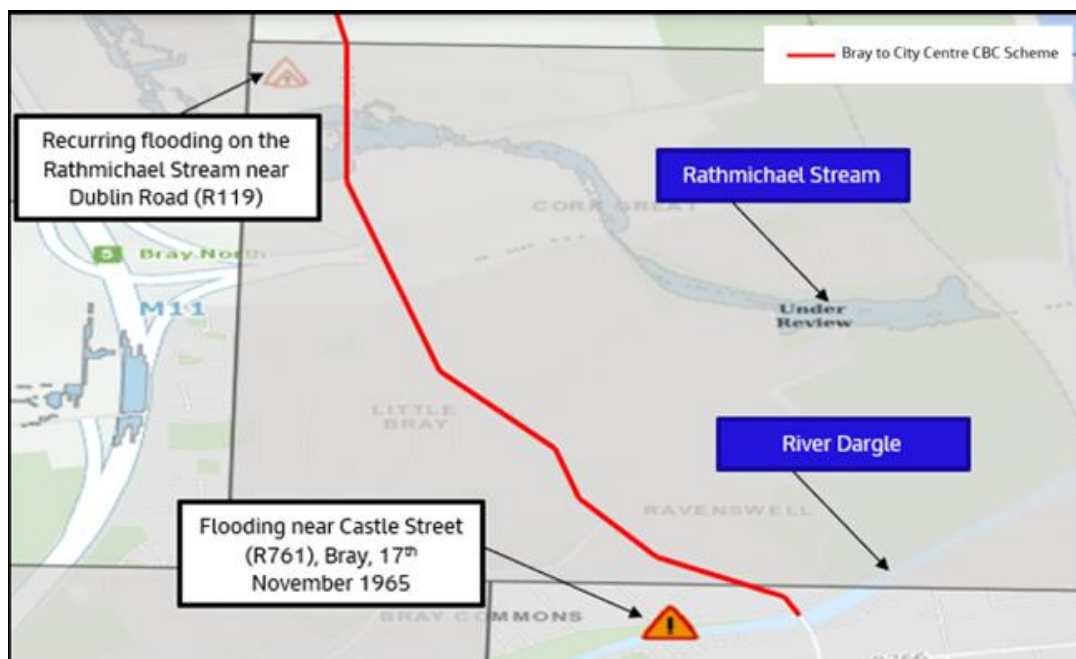 Bray to City Centre CBC Scheme
Recurring flooding on the
Rathmichael Stream near
Dublin Road (R119)
Rathmichael Stream
CORK GREAT
5 Bray North
M11
Under
Review
LITTLE
BRAY
River Dargle
RAVENSWELL
Flooding near Castle Street
(R761), Bray, 17th
November 1965
BRAY COMMONS